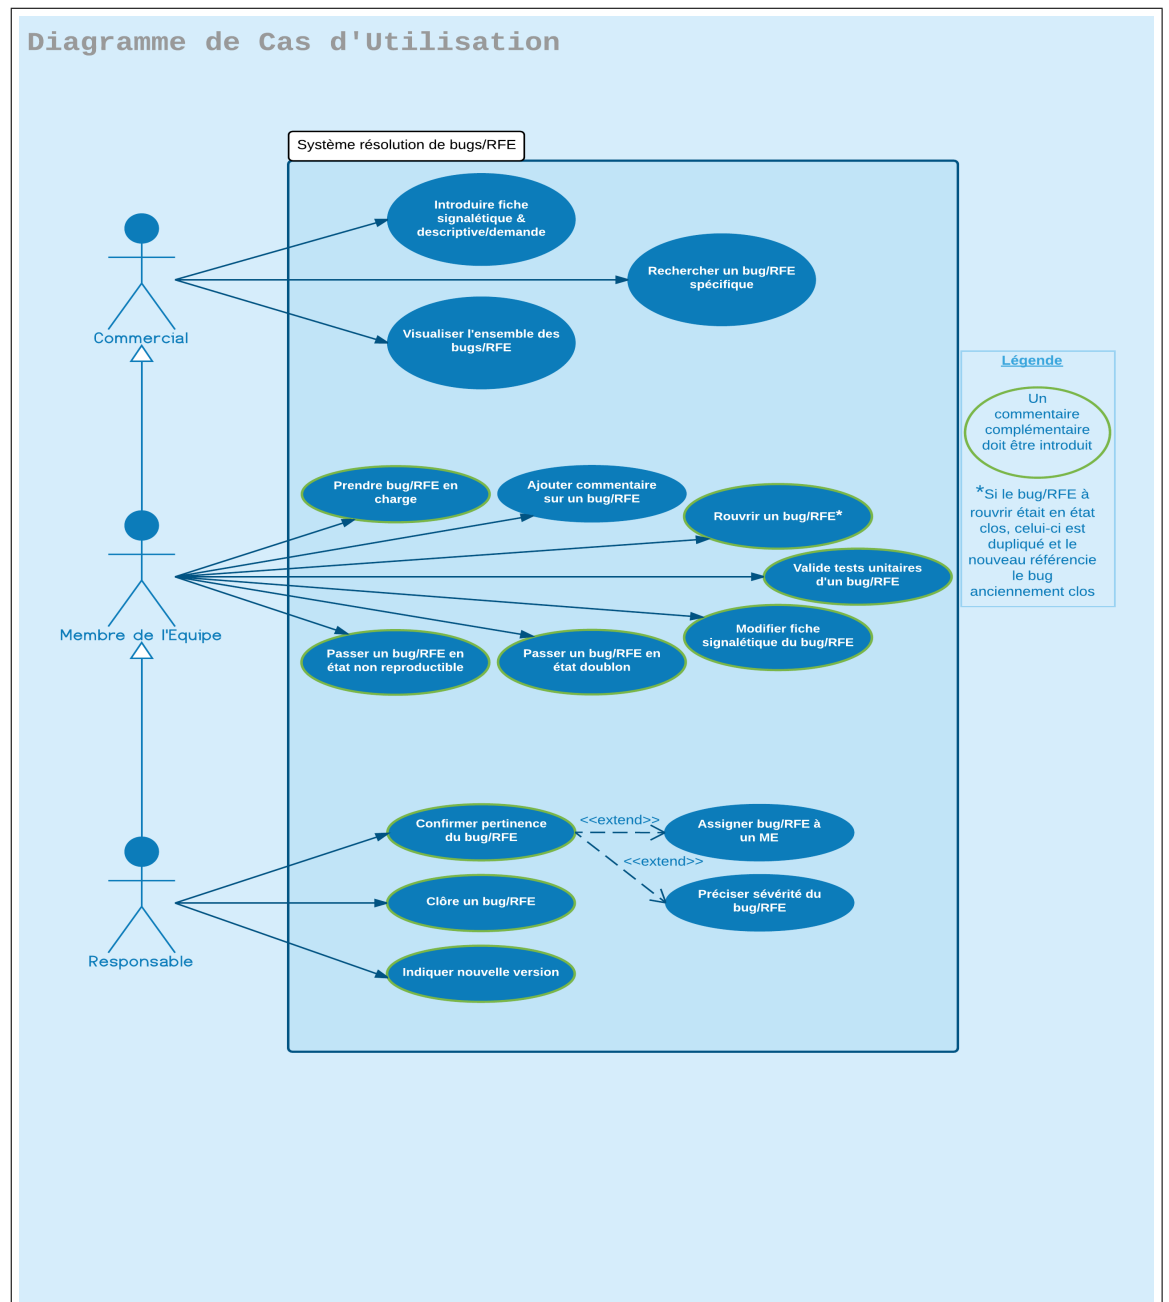 Diagramme de Cas d'Utilisation
Système résolution de bugs/RFE
Introduire fiche
signalétique &
descriptive/demande
Rechercher un bug/RFE
spécifique
Visualiser l'ensemble des
bugs/RFE
Commercial
Légende
Un
commentaire
complémentaire
doit être introduit
*Si le bug/RFE à
rouvrir était en état
clos, celui-ci est
dupliqué et le
nouveau référencie
le bug
anciennement clos
Prendre bug/RFE en
charge
Ajouter commentaire
sur un bug/RFE
Rouvrir un bug/RFE*
Valide tests unitaires
d'un bug/RFE
Modifier fiche
signalétique du bug/RFE
Passer un bug/RFE en
état non reproductible
Passer un bug/RFE en
état doublon
Membre de l'Equipe
Confirmer pertinence
du bug/RFE
<<extend>>
Assigner bug/RFE à
un ME
<<extend>>
Préciser sévérité du
bug/RFE
Clôre un bug/RFE
Indiquer nouvelle version
Responsable